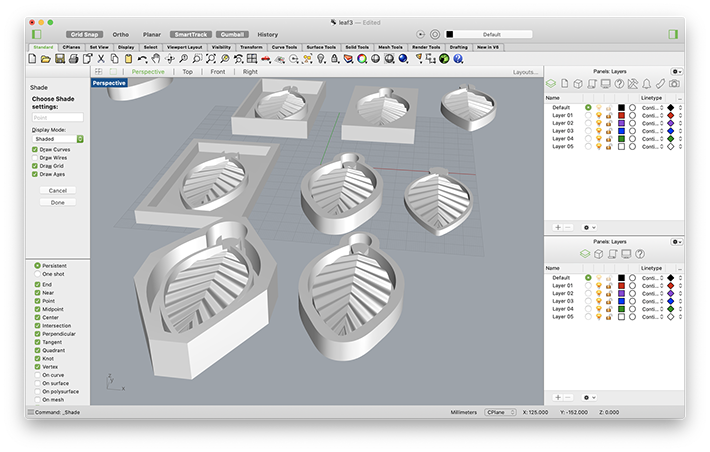 leaf3 — Edited
Grid Snap Ortho Planar SmartTrack Gumball History Default
Standard CPlanes Set View Display Select Viewport Layout Visibility Transform Curve Tools Surface Tools Solid Tools Mesh Tools Render Tools Drafting New in V6
Perspective Top Front Right Layouts...
Perspective
Shade
Choose Shade settings:
Point
Display Mode:
Shaded
Draw Curves
Draw Wires
Draw Grid
Draw Axes
Cancel
Done
Persistent
One shot
End
Near
Point
Midpoint
Center
Intersection
Perpendicular
Tangent
Quadrant
Knot
Vertex
On curve
On surface
On polysurface
On mesh
z
y
x
Panels: Layers
Name Linetype ...
Default Conti...
Layer 01 Conti...
Layer 02 Conti...
Layer 03 Conti...
Layer 04 Conti...
Layer 05 Conti...
Panels: Layers
Name Linetype ...
Default Conti...
Layer 01 Conti...
Layer 02 Conti...
Layer 03 Conti...
Layer 04 Conti...
Layer 05 Conti...
Command: _Shade Millimeters CPlane X: 125.000 Y: -152.000 Z: 0.000